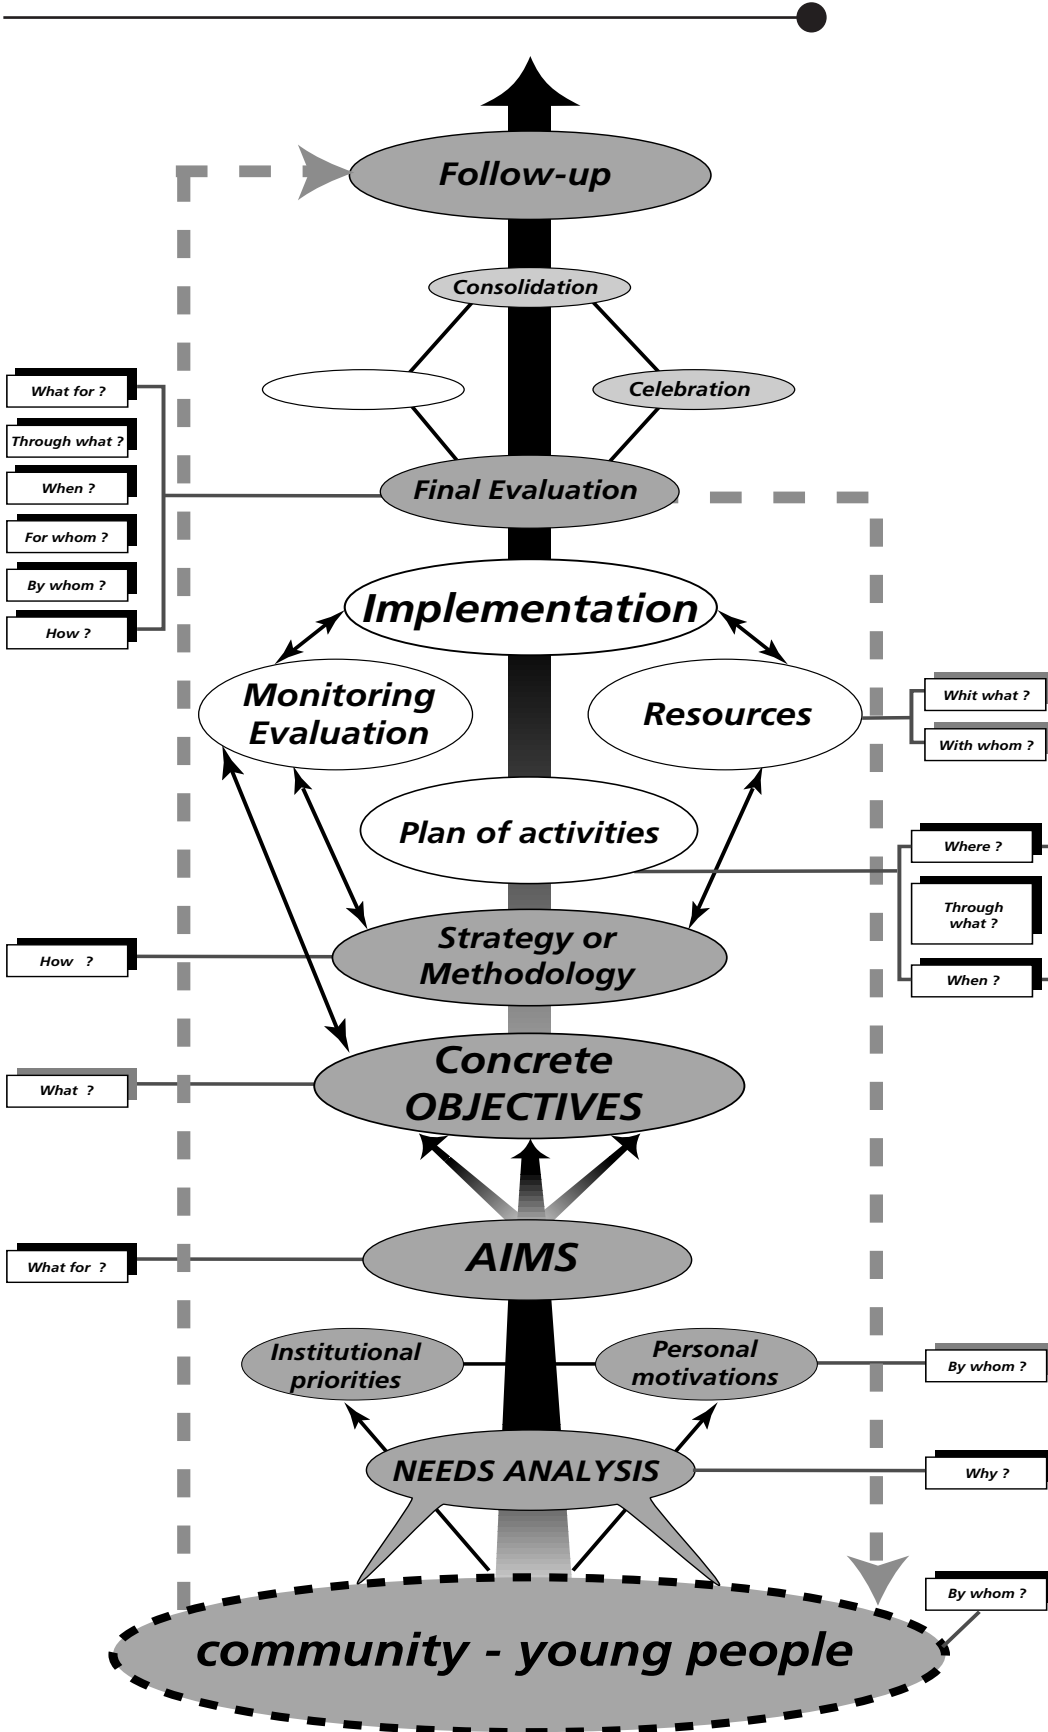 Follow-up
Consolidation
Celebration
What for ?
Through what ?
When ?
For whom ?
By whom ?
How ?
Final Evaluation
Implementation
Monitoring
Evaluation
Resources
Whit what ?
With whom ?
Plan of activities
Where ?
Through
what ?
When ?
Strategy or
Methodology
How ?
Concrete
OBJECTIVES
What ?
AIMS
What for ?
Institutional
priorities
Personal
motivations
By whom ?
NEEDS ANALYSIS
Why ?
By whom ?
community - young people